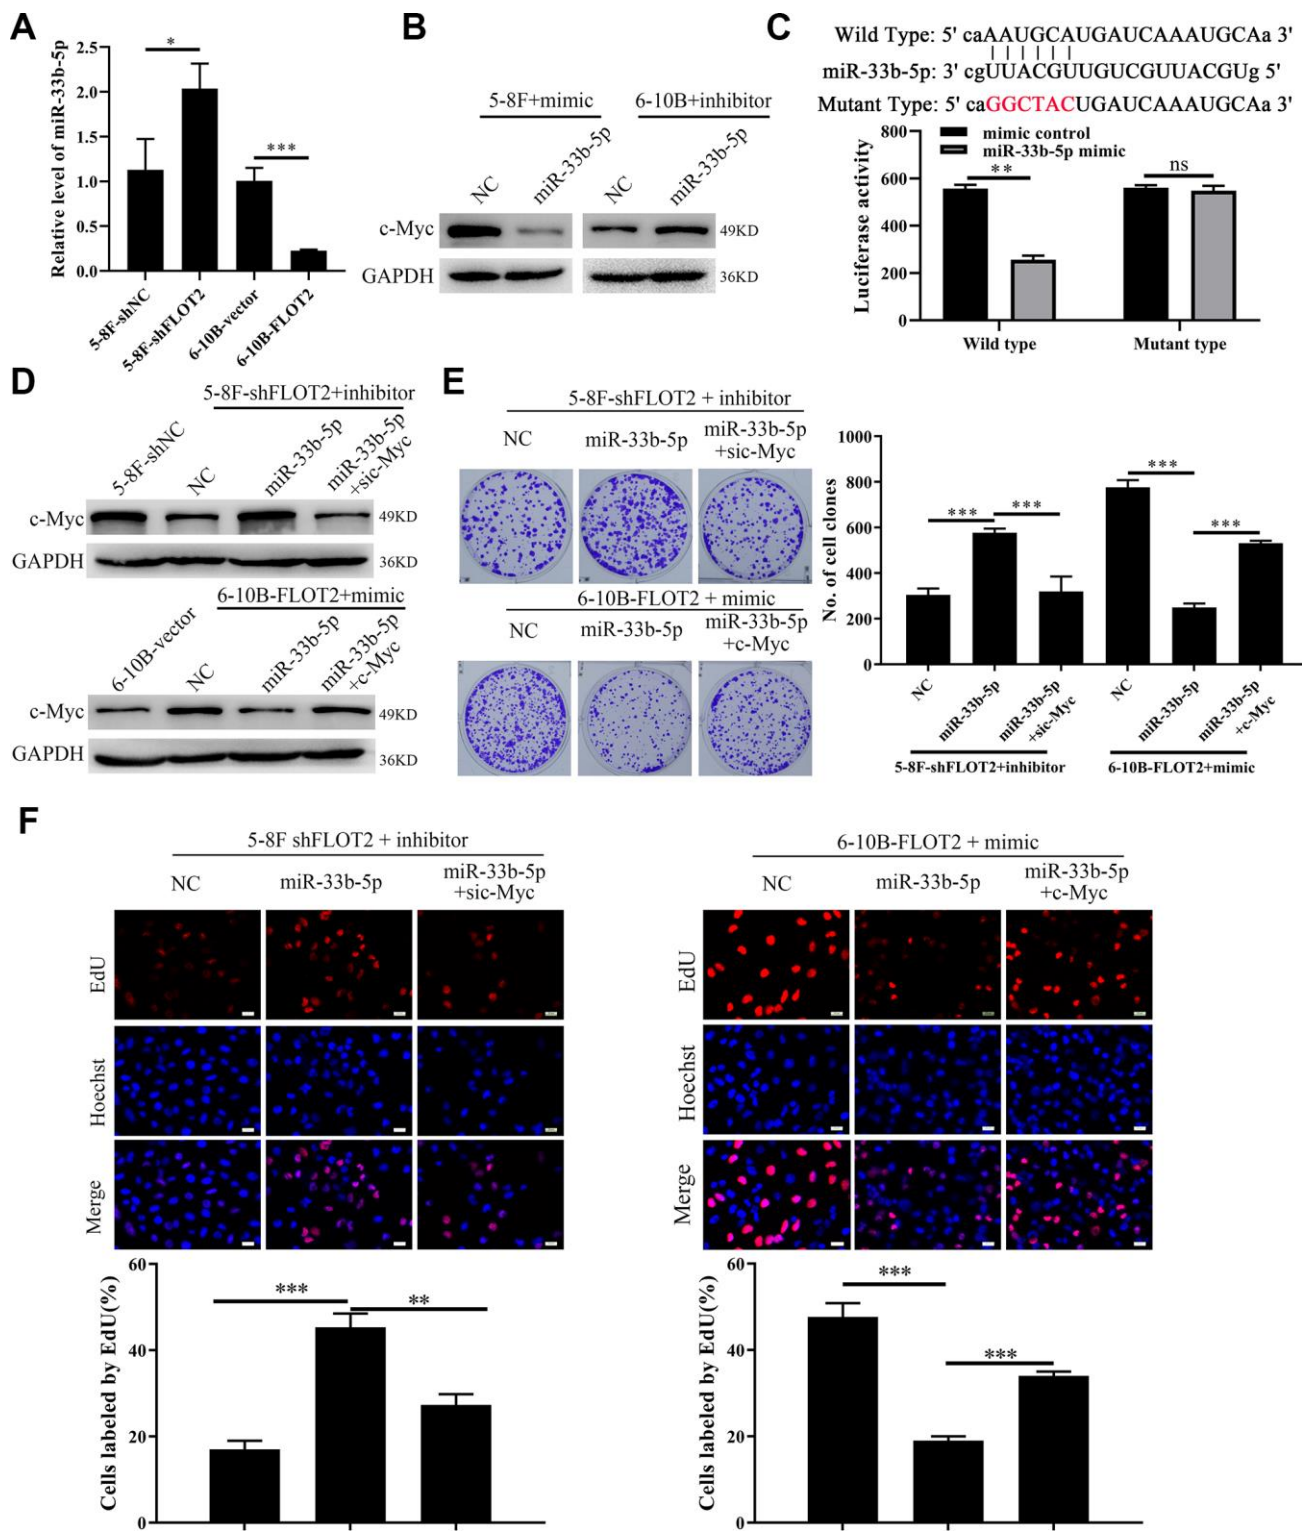 A
Relative level of miR-33b-5p
2.5
2.0
1.5
1.0
0.5
0.0
*
***
5-8F-shNC
5-8F-shFLOT2
6-10B-vector
6-10B-FLOT2
B
5-8F+mimic
6-10B+inhibitor
NC
miR-33b-5p
NC
miR-33b-5p
c-Myc
49KD
GAPDH
36KD
C
Wild Type: 5' caAAUGCAUGAUCAAAUGCAa 3'
miR-33b-5p: 3' cgUUACGUUGUCGUUACGUg 5'
Mutant Type: 5' caGGCTACUGAUCAAAUGCAa 3'
Luciferase activity
800
600
400
200
0
mimic control
miR-33b-5p mimic
**
ns
Wild type
Mutant type
D
5-8F-shFLOT2+inhibitor
5-8F-shNC
NC
miR-33b-5p
miR-33b-5p
+sic-Myc
c-Myc
49KD
GAPDH
36KD
6-10B-FLOT2+mimic
6-10B-vector
NC
miR-33b-5p
miR-33b-5p
+c-Myc
c-Myc
49KD
GAPDH
36KD
E
5-8F-shFLOT2 + inhibitor
NC
miR-33b-5p
miR-33b-5p
+sic-Myc
6-10B-FLOT2 + mimic
NC
miR-33b-5p
miR-33b-5p
+c-Myc
No. of cell clones
1000
800
600
400
200
0
***
***
***
***
NC
miR-33b-5p
miR-33b-5p
+sic-Myc
NC
miR-33b-5p
miR-33b-5p
+c-Myc
5-8F-shFLOT2+inhibitor
6-10B-FLOT2+mimic
F
5-8F shFLOT2 + inhibitor
NC
miR-33b-5p
miR-33b-5p
+sic-Myc
EdU
Hoechst
Merge
Cells labeled by EdU(%)
60
40
20
0
***
**
6-10B-FLOT2 + mimic
NC
miR-33b-5p
miR-33b-5p
+c-Myc
EdU
Hoechst
Merge
Cells labeled by EdU(%)
60
40
20
0
***
***